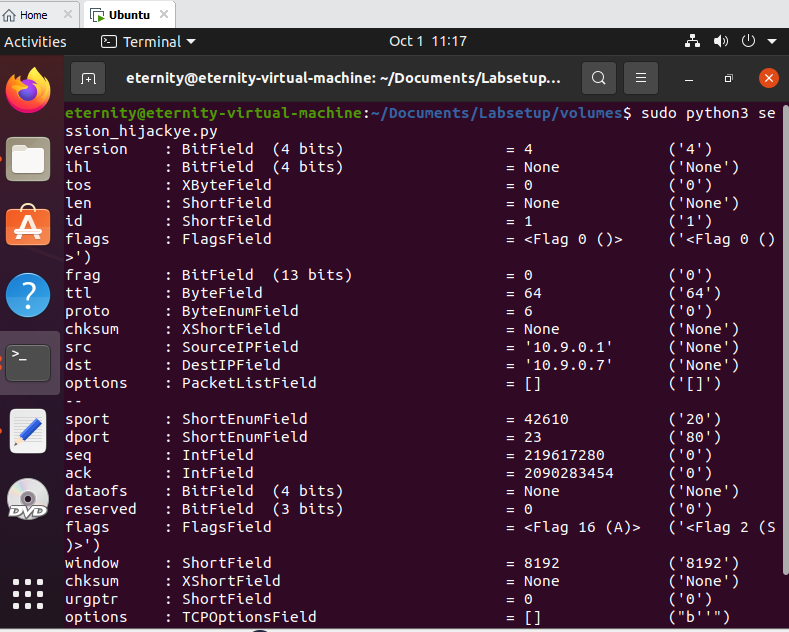 Home × Ubuntu ×
Activities Terminal Oct 1 11:17
eternity@eternity-virtual-machine: ~/Documents/Labsetup...
eternity@eternity-virtual-machine:~/Documents/Labsetup/volumes$ sudo python3 se
ssion_hijackye.py
version : BitField (4 bits) = 4 ('4')
ihl : BitField (4 bits) = None ('None')
tos : XByteField = 0 ('0')
len : ShortField = None ('None')
id : ShortField = 1 ('1')
flags : FlagsField = <Flag 0 ()> ('<Flag 0 ()
>')
frag : BitField (13 bits) = 0 ('0')
ttl : ByteField = 64 ('64')
proto : ByteEnumField = 6 ('0')
chksum : XShortField = None ('None')
src : SourceIPField = '10.9.0.1' ('None')
dst : DestIPField = '10.9.0.7' ('None')
options : PacketListField = [] ('[]')
--
sport : ShortEnumField = 42610 ('20')
dport : ShortEnumField = 23 ('80')
seq : IntField = 219617280 ('0')
ack : IntField = 2090283454 ('0')
dataofs : BitField (4 bits) = None ('None')
reserved : BitField (3 bits) = 0 ('0')
flags : FlagsField = <Flag 16 (A)> ('<Flag 2 (S
)>')
window : ShortField = 8192 ('8192')
chksum : XShortField = None ('None')
urgptr : ShortField = 0 ('0')
options : TCPOptionsField = [] ("b''")
DVD